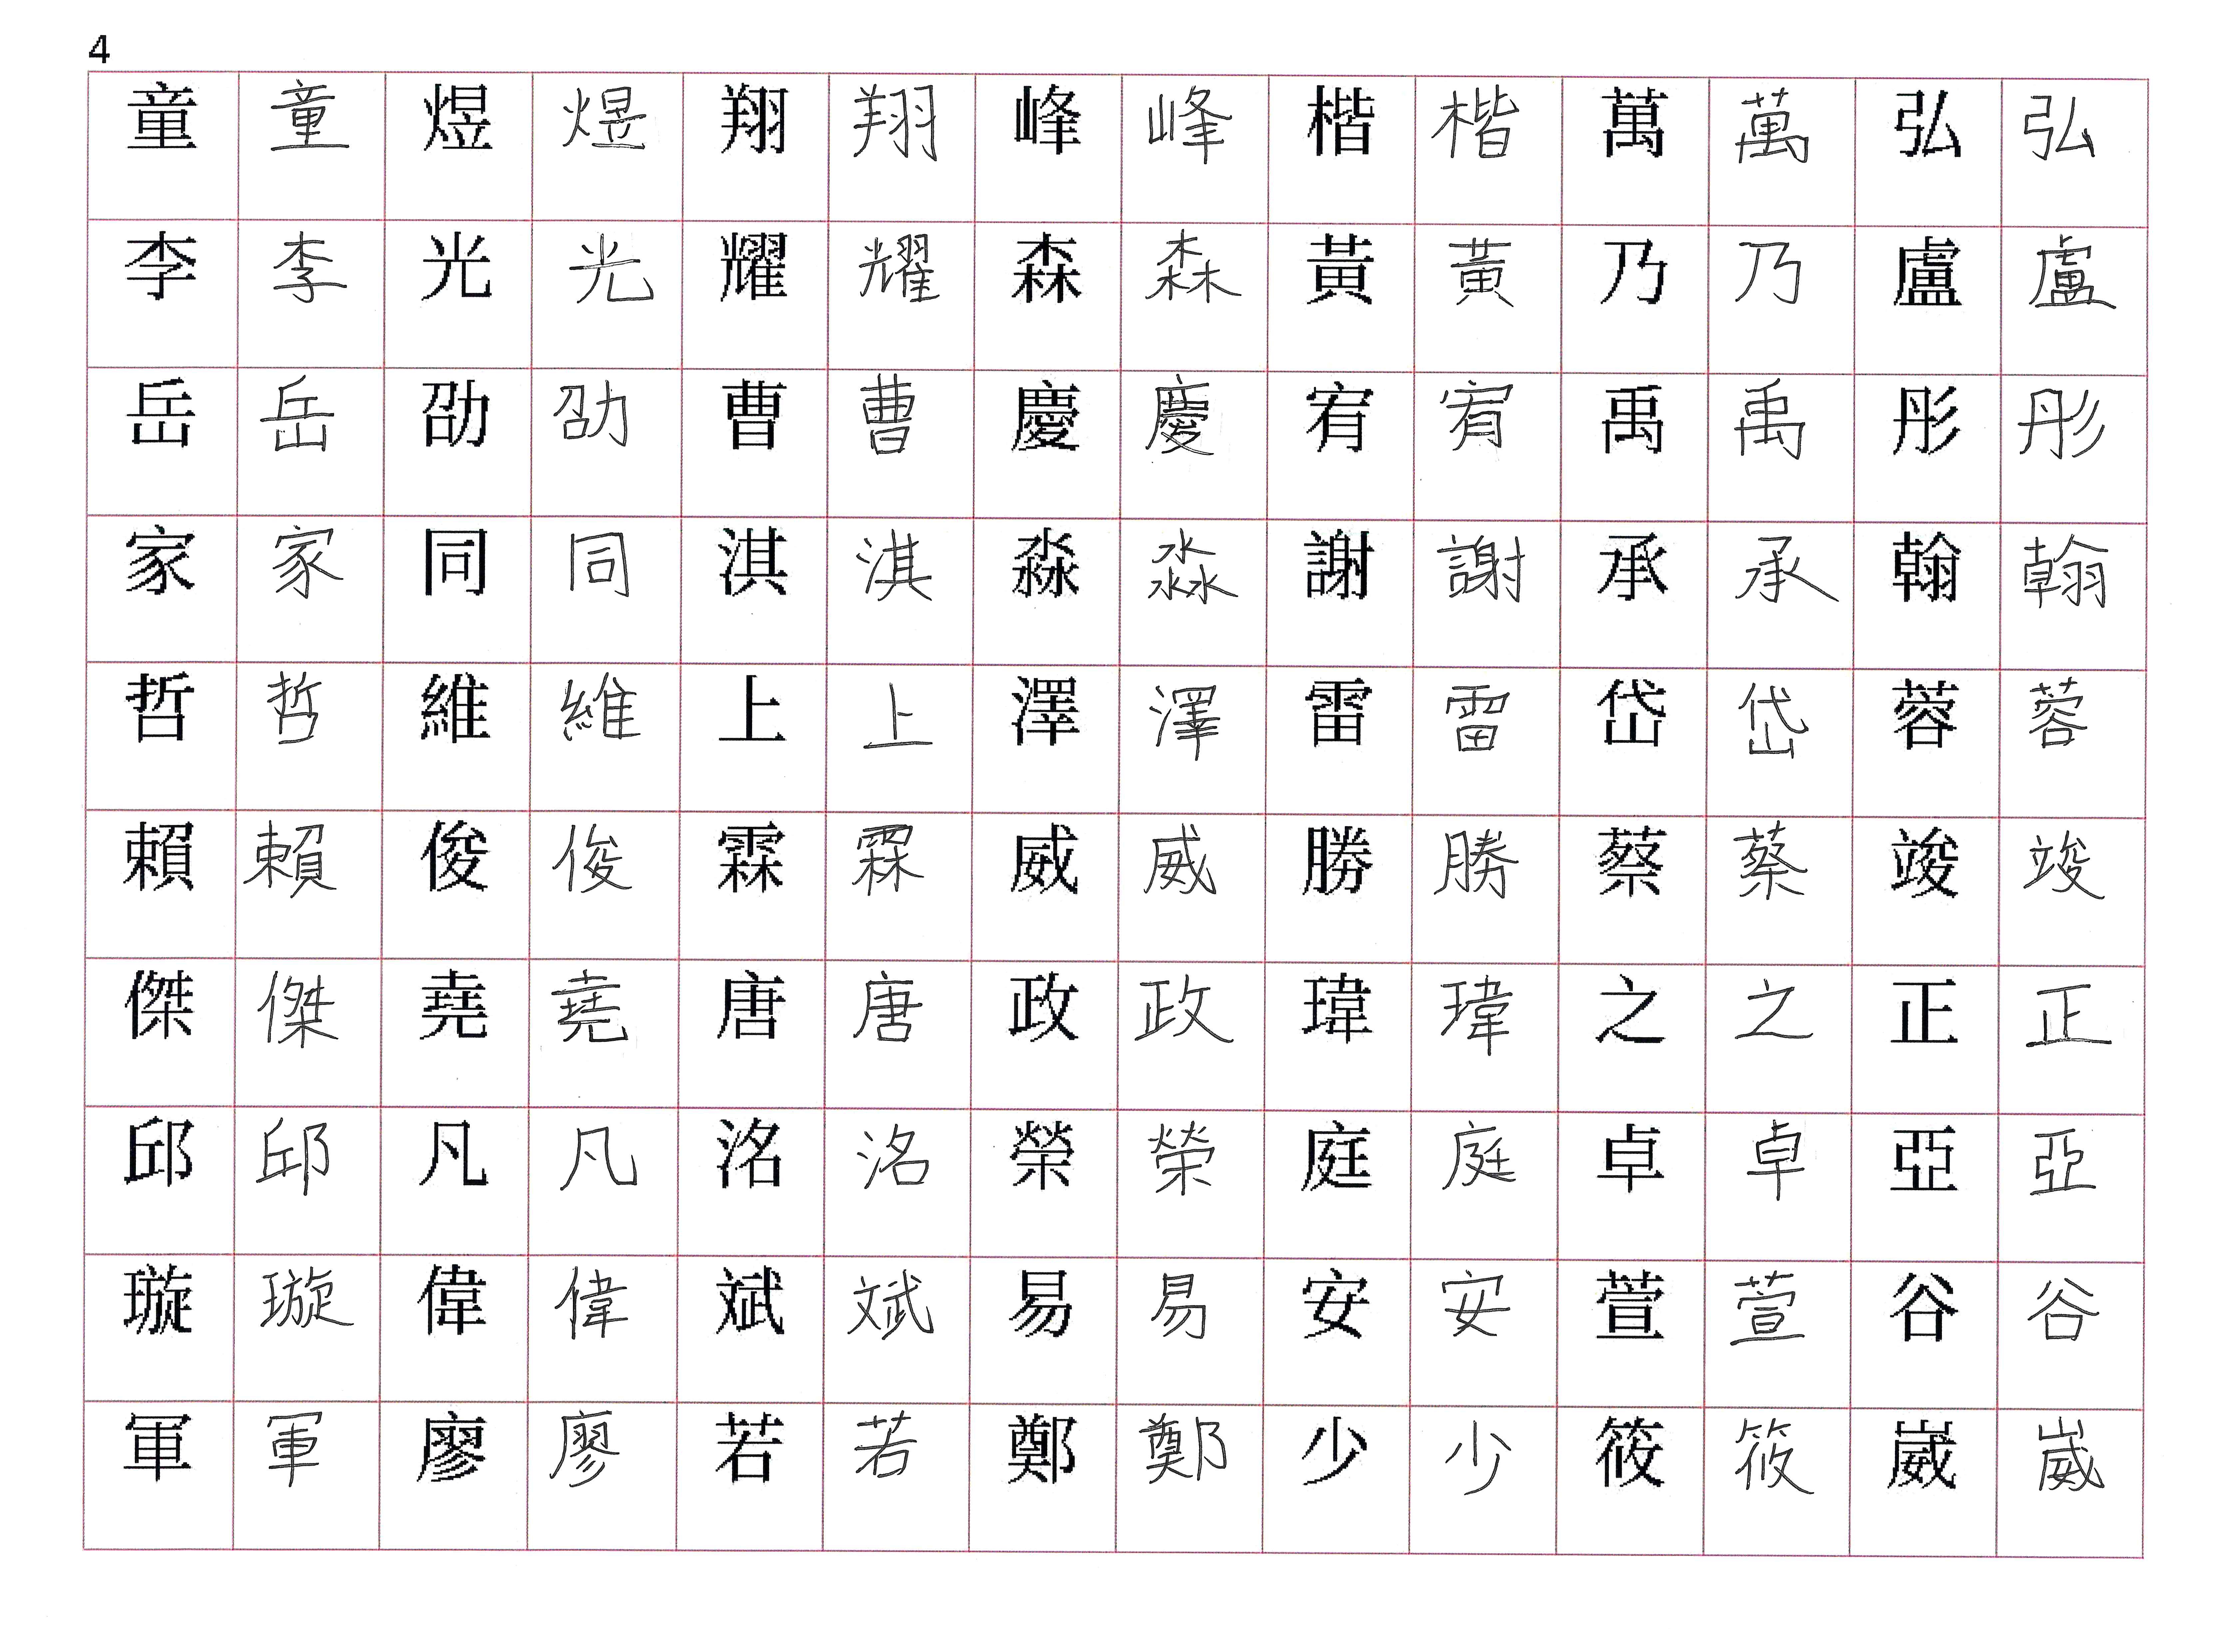 4
童 童 煜 煜 翔 翔 峰 峰 楷 楷 萬 萬 弘 弘
李 李 光 光 耀 耀 森 森 黃 黃 乃 乃 盧 盧
岳 岳 劭 劭 曹 曹 慶 慶 宥 宥 禹 禹 彤 彤
家 家 同 同 淇 淇 淼 淼 謝 謝 承 承 翰 翰
哲 哲 維 維 上 上 澤 澤 雷 雷 岱 岱 蓉 蓉
賴 賴 俊 俊 霖 霖 威 威 勝 勝 蔡 蔡 竣 竣
傑 傑 堯 堯 唐 唐 政 政 瑋 瑋 之 之 正 正
邱 邱 凡 凡 洺 洺 榮 榮 庭 庭 卓 卓 亞 亞
璇 璇 偉 偉 斌 斌 易 易 安 安 萱 萱 谷 谷
軍 軍 廖 廖 若 若 鄭 鄭 少 少 筱 筱 崴 崴